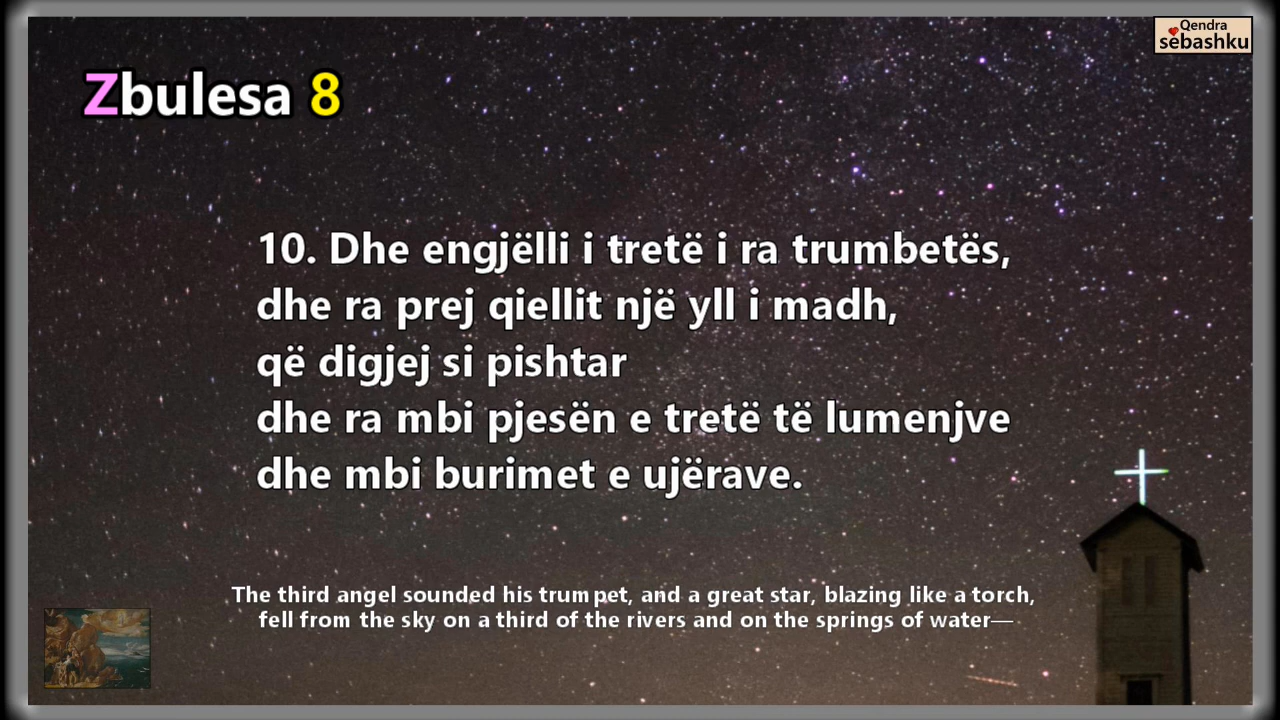 Qendra
sëbashku
Zbulesa 8
10. Dhe engjëlli i tretë i ra trumbetës,
dhe ra prej qiellit një yll i madh,
që digjej si pishtar
dhe ra mbi pjesën e tretë të lumenjve
dhe mbi burimet e ujërave.
The third angel sounded his trumpet, and a great star, blazing like a torch,
fell from the sky on a third of the rivers and on the springs of water—